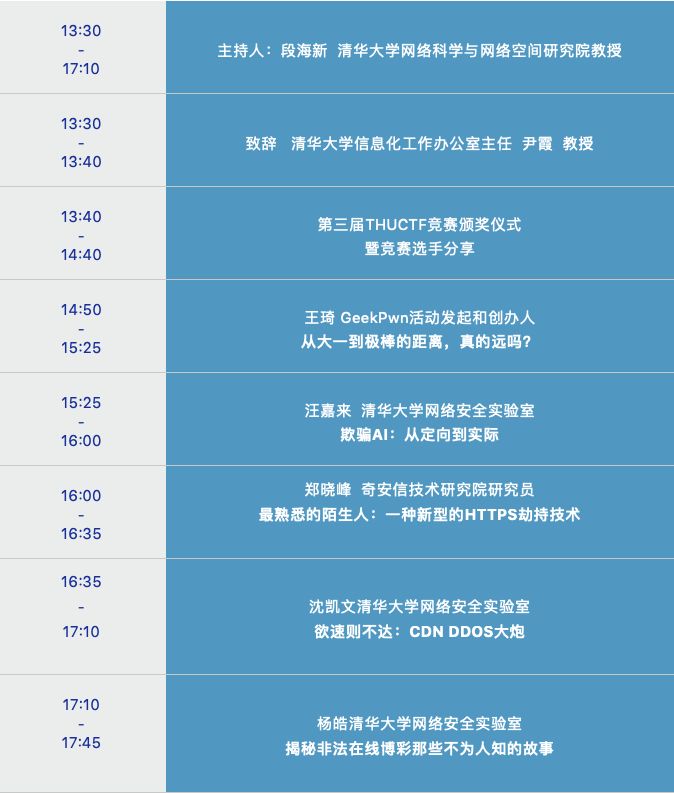 13:30
-
17:10
主持人：段海新 清华大学网络科学与网络空间研究院教授
13:30
-
13:40
致辞 清华大学信息化工作办公室主任 尹霞 教授
13:40
-
14:40
第三届THUCTF竞赛颁奖仪式
暨竞赛选手分享
14:50
-
15:25
王琦 GeekPwn活动发起和创办人
从大一到极棒的距离，真的远吗？
15:25
-
16:00
汪嘉来 清华大学网络安全实验室
欺骗AI：从定向到实际
16:00
-
16:35
郑晓峰 奇安信技术研究院研究员
最熟悉的陌生人：一种新型的HTTPS劫持技术
16:35
-
17:10
沈凯文清华大学网络安全实验室
欲速则不达：CDN DDOS大炮
17:10
-
17:45
杨皓清华大学网络安全实验室
揭秘非法在线博彩那些不为人知的故事